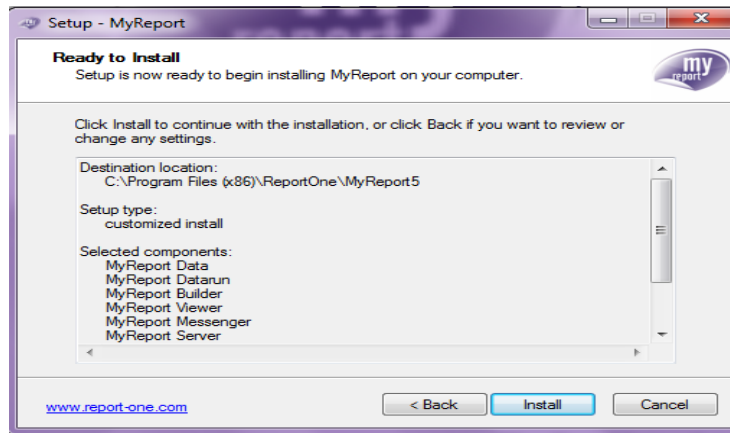 Setup - MyReport
Ready to Install
Setup is now ready to begin installing MyReport on your computer.
my
report
Click Install to continue with the installation, or click Back if you want to review or
change any settings.
Destination location:
C:\Program Files (x86)\ReportOne\MyReport5
Setup type:
customized install
Selected components:
MyReport Data
MyReport Datarun
MyReport Builder
MyReport Viewer
MyReport Messenger
MyReport Server
www.report-one.com
< Back
Install
Cancel